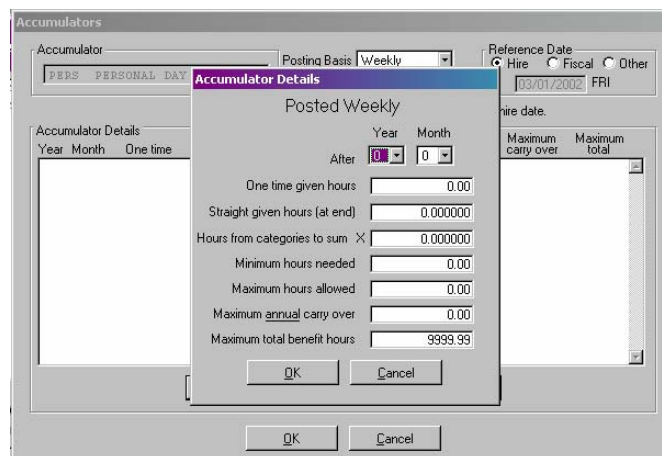 Accumulators
Accumulator
PERS PERSONAL DAY
Posting Basis Weekly
Reference Date
Hire Fiscal Other
03/01/2002 FRI
hire date.
Accumulator Details
Year Month One time
Maximum carry over
Maximum total
Accumulator Details
Posted Weekly
Year Month
After 0 0
One time given hours 0.00
Straight given hours (at end) 0.000000
Hours from categories to sum X 0.000000
Minimum hours needed 0.00
Maximum hours allowed 0.00
Maximum annual carry over 0.00
Maximum total benefit hours 9999.99
OK Cancel
OK Cancel